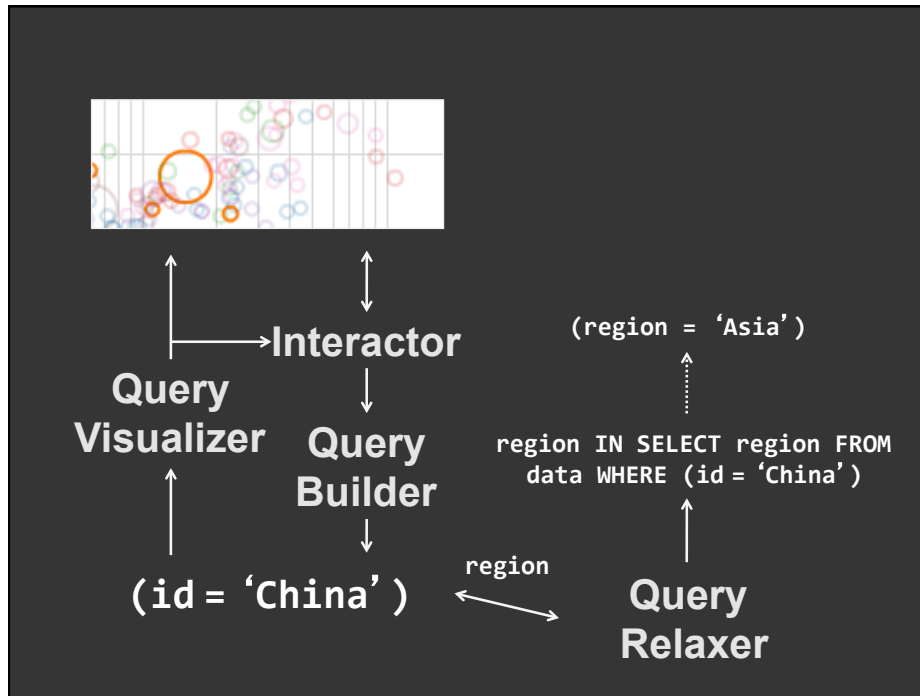 Interactor
(region = ‘Asia’)
Query
Visualizer
Query
Builder
region IN SELECT region FROM
data WHERE (id = ‘China’)
(id = ‘China’)
region
Query
Relaxer